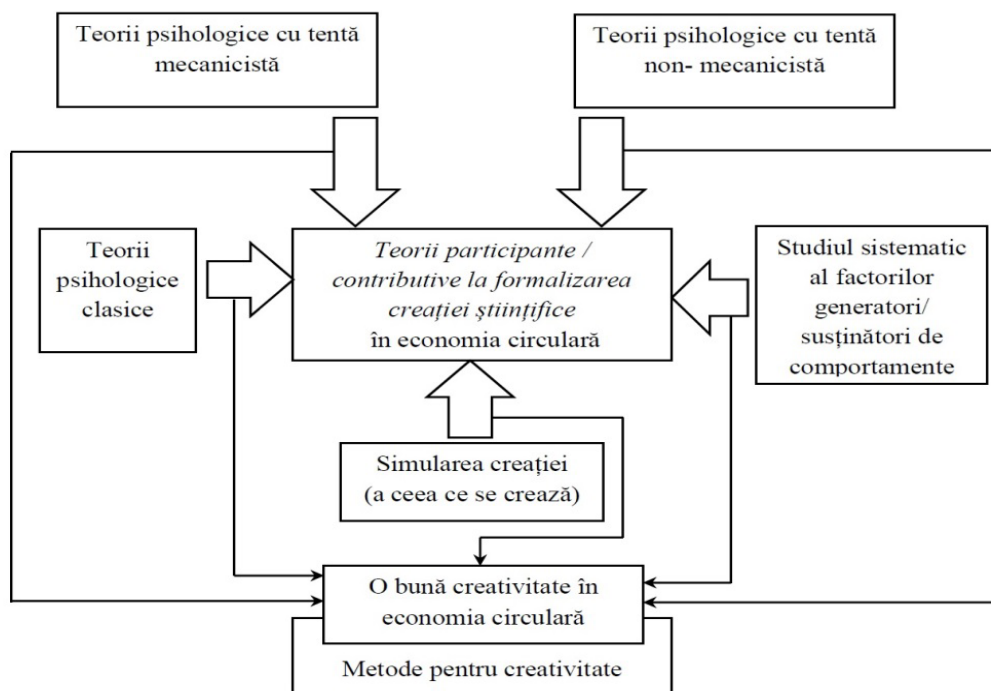 Teorii psihologice cu tentă
mecanicistă
Teorii psihologice cu tentă
non- mecanicistă
Teorii
psihologice
clasice
Teorii participante /
contributive la formalizarea
creației științifice
în economia circulară
Studiul sistematic
al factorilor
generatori/
susținători de
comportamente
Simularea creației
(a ceea ce se crează)
O bună creativitate în
economia circulară
Metode pentru creativitate